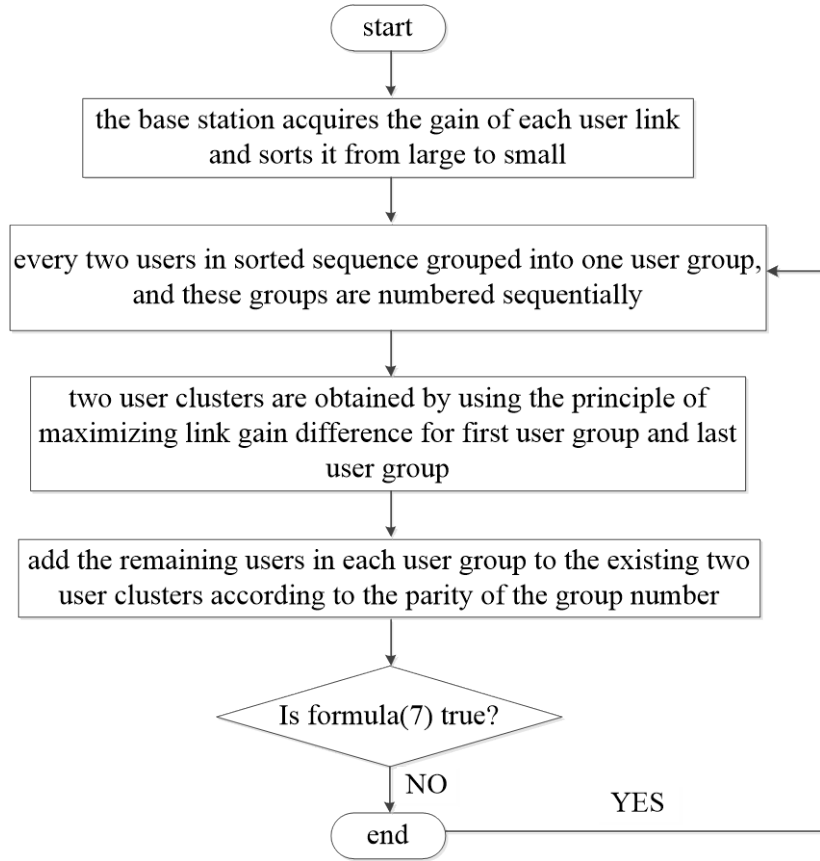 start
the base station acquires the gain of each user link
and sorts it from large to small
every two users in sorted sequence grouped into one user group,
and these groups are numbered sequentially
two user clusters are obtained by using the principle of
maximizing link gain difference for first user group and last
user group
add the remaining users in each user group to the existing two
user clusters according to the parity of the group number
Is formula(7) true?
NO
YES
end